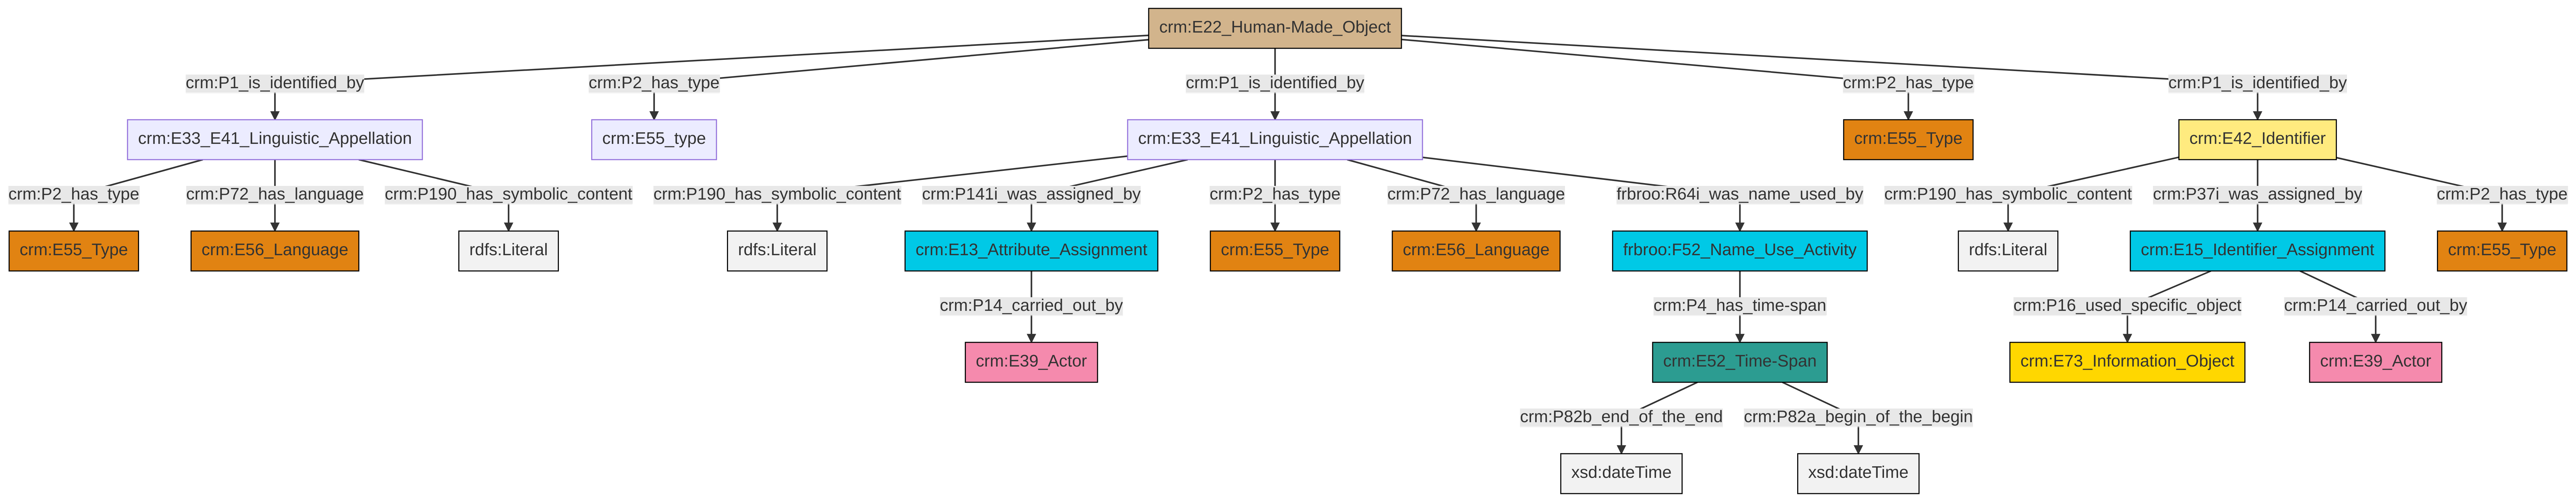 crm:E22_Human-Made_Object
crm:P1_is_identified_by
crm:P2_has_type
crm:P1_is_identified_by
crm:P2_has_type
crm:P1_is_identified_by
crm:E33_E41_Linguistic_Appellation
crm:E55_type
crm:E33_E41_Linguistic_Appellation
crm:E55_Type
crm:E42_Identifier
crm:P2_has_type
crm:P72_has_language
crm:P190_has_symbolic_content
crm:P190_has_symbolic_content
crm:P141i_was_assigned_by
crm:P2_has_type
crm:P72_has_language
frbroo:R64i_was_name_used_by
crm:P190_has_symbolic_content
crm:P37i_was_assigned_by
crm:P2_has_type
crm:E55_Type
crm:E56_Language
rdfs:Literal
rdfs:Literal
crm:E13_Attribute_Assignment
crm:E55_Type
crm:E56_Language
frbroo:F52_Name_Use_Activity
rdfs:Literal
crm:E15_Identifier_Assignment
crm:E55_Type
crm:P14_carried_out_by
crm:P4_has_time-span
crm:P16_used_specific_object
crm:P14_carried_out_by
crm:E39_Actor
crm:E52_Time-Span
crm:E73_Information_Object
crm:E39_Actor
crm:P82b_end_of_the_end
crm:P82a_begin_of_the_begin
xsd:dateTime
xsd:dateTime